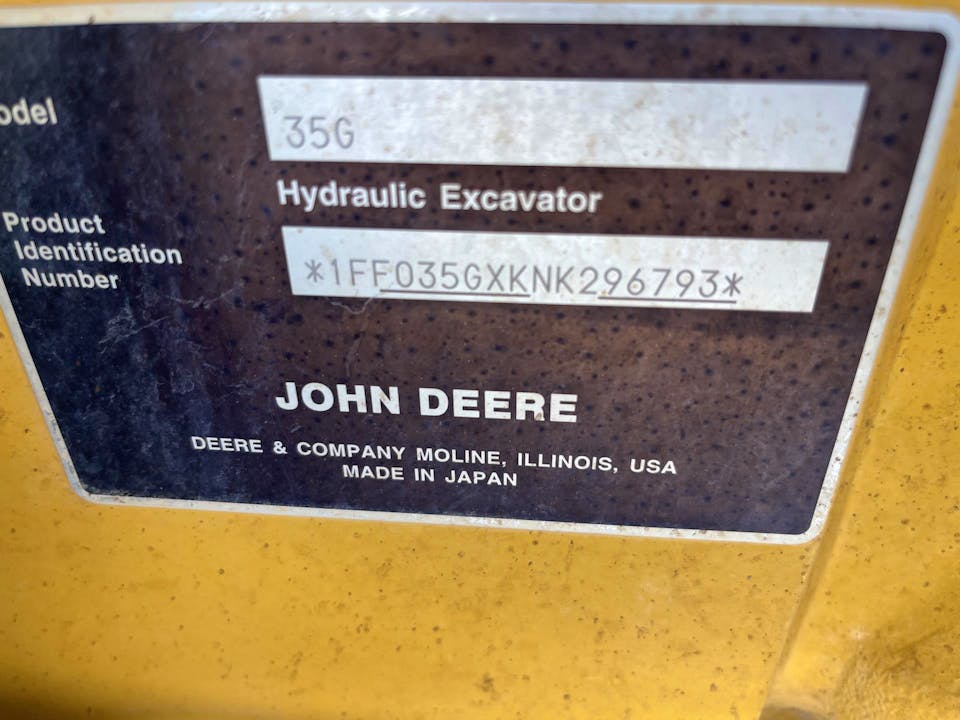 odel
35G
Hydraulic Excavator
Product
Identification
Number
*1FF035GXKNK296793*
JOHN DEERE
DEERE & COMPANY MOLINE, ILLINOIS, USA
MADE IN JAPAN